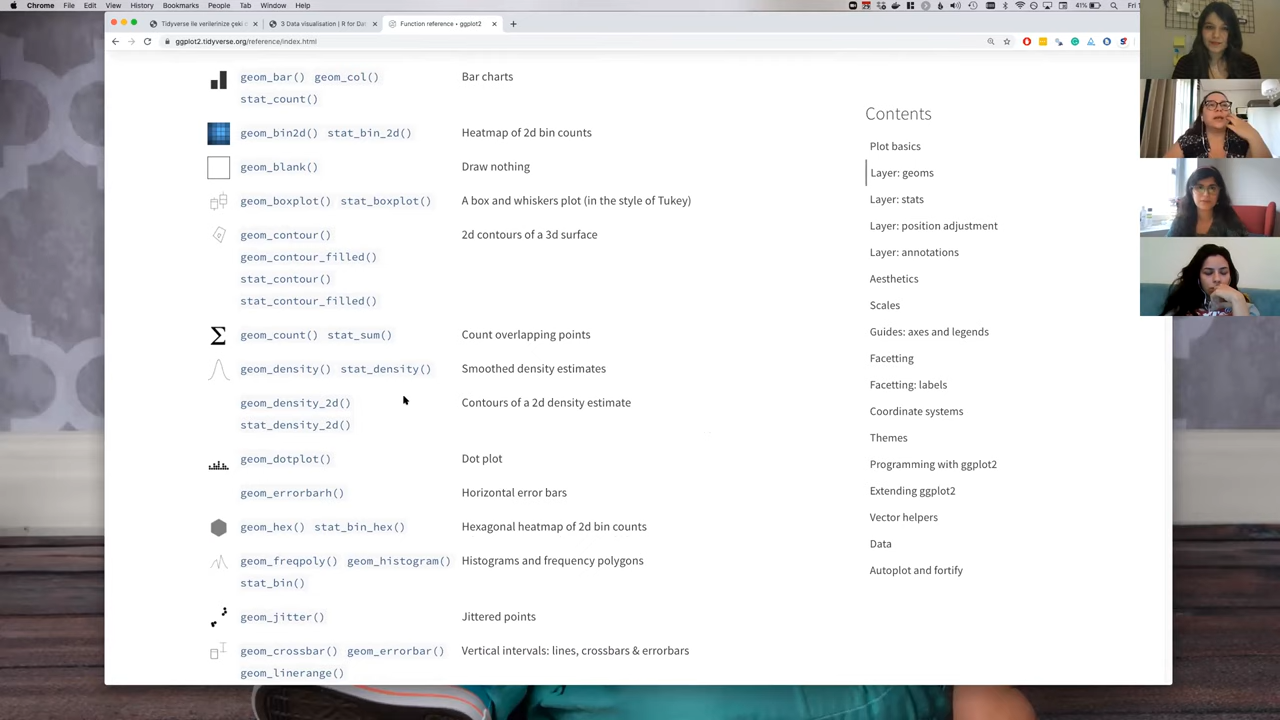 Chrome File Edit View History Bookmarks People Tab Window Help
41%
Tidyverse ile verilerinize çeki
3 Data visualisation | R for Dat
Function reference • ggplot2
ggplot2.tidyverse.org/reference/index.html
geom_bar() geom_col() Bar charts
stat_count()
geom_bin2d() stat_bin_2d() Heatmap of 2d bin counts
geom_blank() Draw nothing
geom_boxplot() stat_boxplot() A box and whiskers plot (in the style of Tukey)
geom_contour() 2d contours of a 3d surface
geom_contour_filled()
stat_contour()
stat_contour_filled()
geom_count() stat_sum() Count overlapping points
geom_density() stat_density() Smoothed density estimates
geom_density_2d() Contours of a 2d density estimate
stat_density_2d()
geom_dotplot() Dot plot
geom_errorbarh() Horizontal error bars
geom_hex() stat_bin_hex() Hexagonal heatmap of 2d bin counts
geom_freqpoly() geom_histogram() Histograms and frequency polygons
stat_bin()
geom_jitter() Jittered points
geom_crossbar() geom_errorbar() Vertical intervals: lines, crossbars & errorbars
geom_linerange()
Contents
Plot basics
Layer: geoms
Layer: stats
Layer: position adjustment
Layer: annotations
Aesthetics
Scales
Guides: axes and legends
Facetting
Facetting: labels
Coordinate systems
Themes
Programming with ggplot2
Extending ggplot2
Vector helpers
Data
Autoplot and fortify